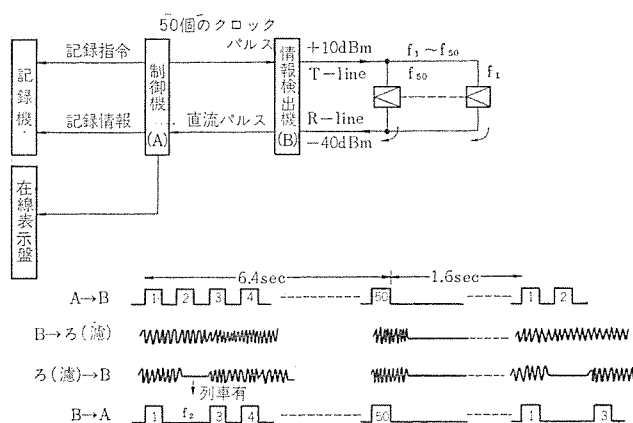 50個のクロック
パルス
記録指令
+10dBm
f₁～f₅₀
T-line
f₅₀
f₁
記録機
制御機
(A)
情報検出機
(B)
記録情報
直流パルス
R-line
-40dBm
在線表示盤
6.4sec
1.6sec
A→B
1 2 3 4 50 1 2
B→ろ(濾)
ろ(濾)→B
列車有
B→A
1 f₂ 3 4 50 1 3